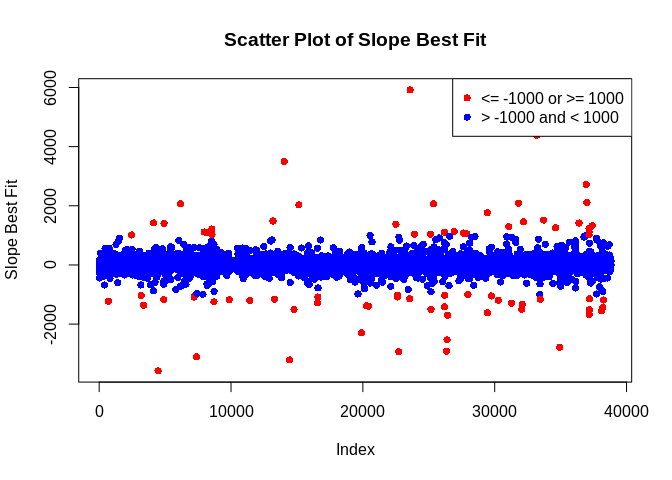 Scatter Plot of Slope Best Fit
<= -1000 or >= 1000
> -1000 and < 1000
Slope Best Fit
6000
4000
2000
0
-2000
0
10000
20000
30000
40000
Index